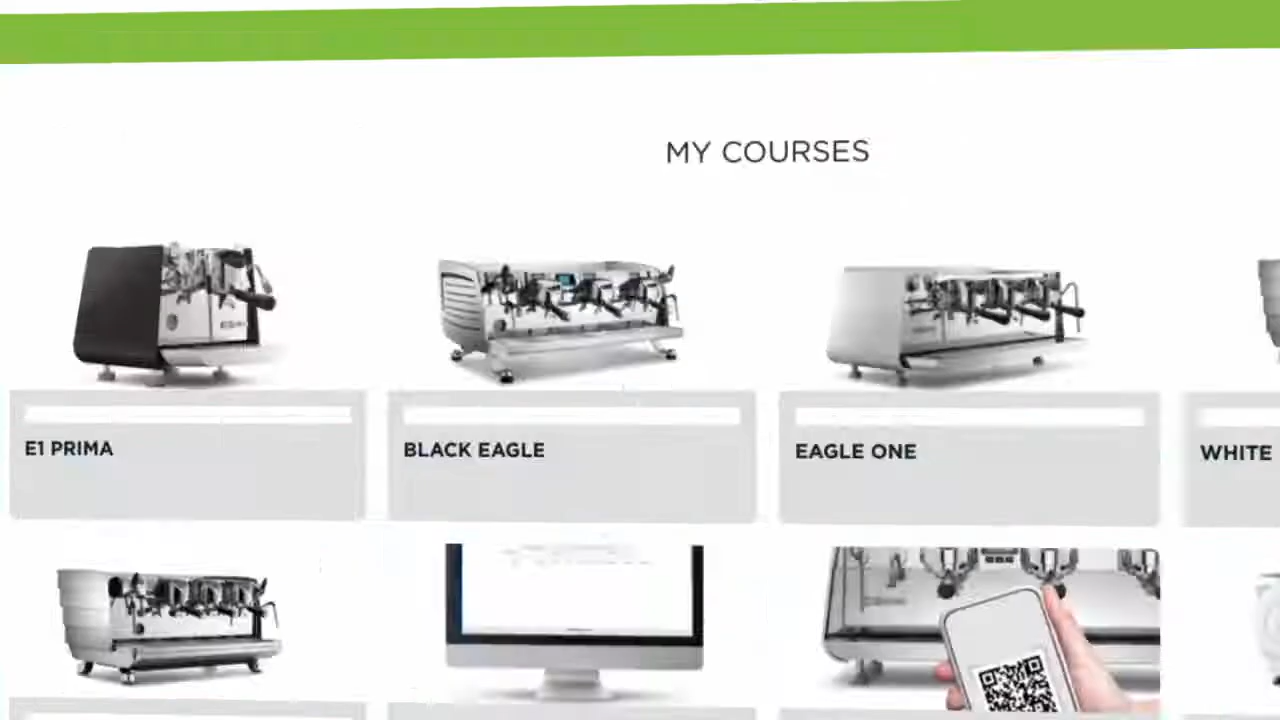 MY COURSES
E1 PRIMA
BLACK EAGLE
EAGLE ONE
WHITE